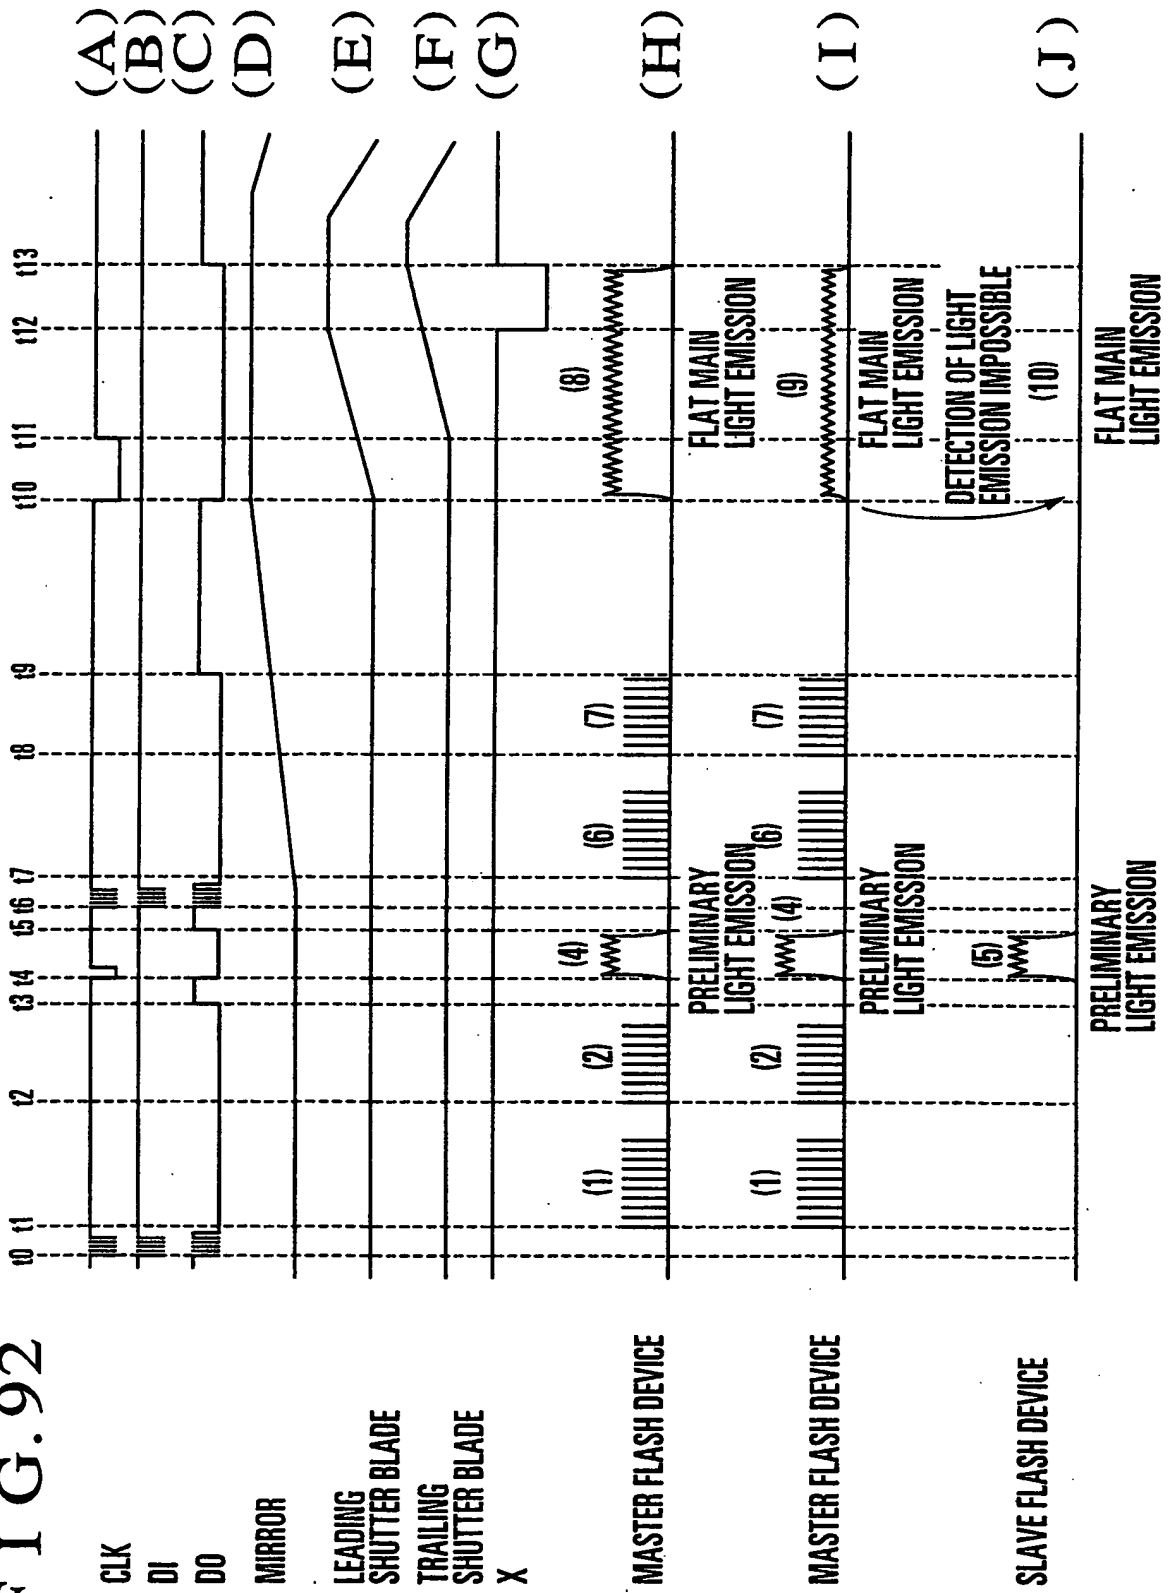 FIG. 92
t0 t1 t2 t3 t4 t5 t6 t7 t8 t9 t10 t11 t12 t13
CLK (A)
DI (B)
DO (C)
MIRROR (D)
LEADING
SHUTTER BLADE (E)
TRAILING
SHUTTER BLADE (F)
X (G)
MASTER FLASH DEVICE (1) (2) (4) (6) (7) (8) (H)
PRELIMINARY
LIGHT EMISSION
FLAT MAIN
LIGHT EMISSION
MASTER FLASH DEVICE (1) (2) (4) (6) (7) (9) (I)
PRELIMINARY
LIGHT EMISSION
FLAT MAIN
LIGHT EMISSION
DETECTION OF LIGHT
EMISSION IMPOSSIBLE
SLAVE FLASH DEVICE (5) (10) (J)
PRELIMINARY
LIGHT EMISSION
FLAT MAIN
LIGHT EMISSION